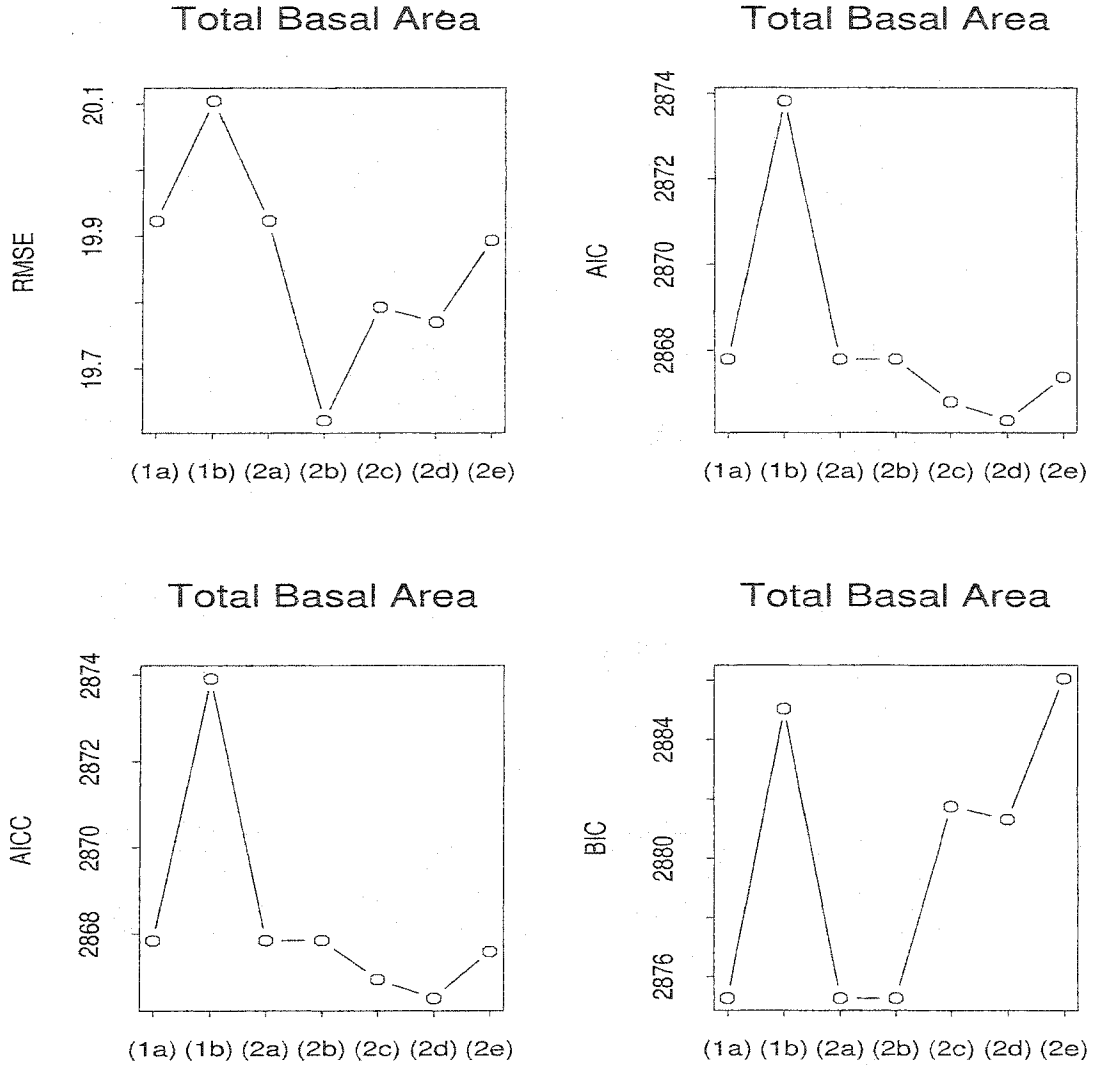 Total Basal Area
RMSE
20.1
19.9
19.7
(1a) (1b) (2a) (2b) (2c) (2d) (2e)
Total Basal Area
AIC
2874
2872
2870
2868
(1a) (1b) (2a) (2b) (2c) (2d) (2e)
Total Basal Area
AICC
2874
2872
2870
2868
(1a) (1b) (2a) (2b) (2c) (2d) (2e)
Total Basal Area
BIC
2884
2880
2876
(1a) (1b) (2a) (2b) (2c) (2d) (2e)